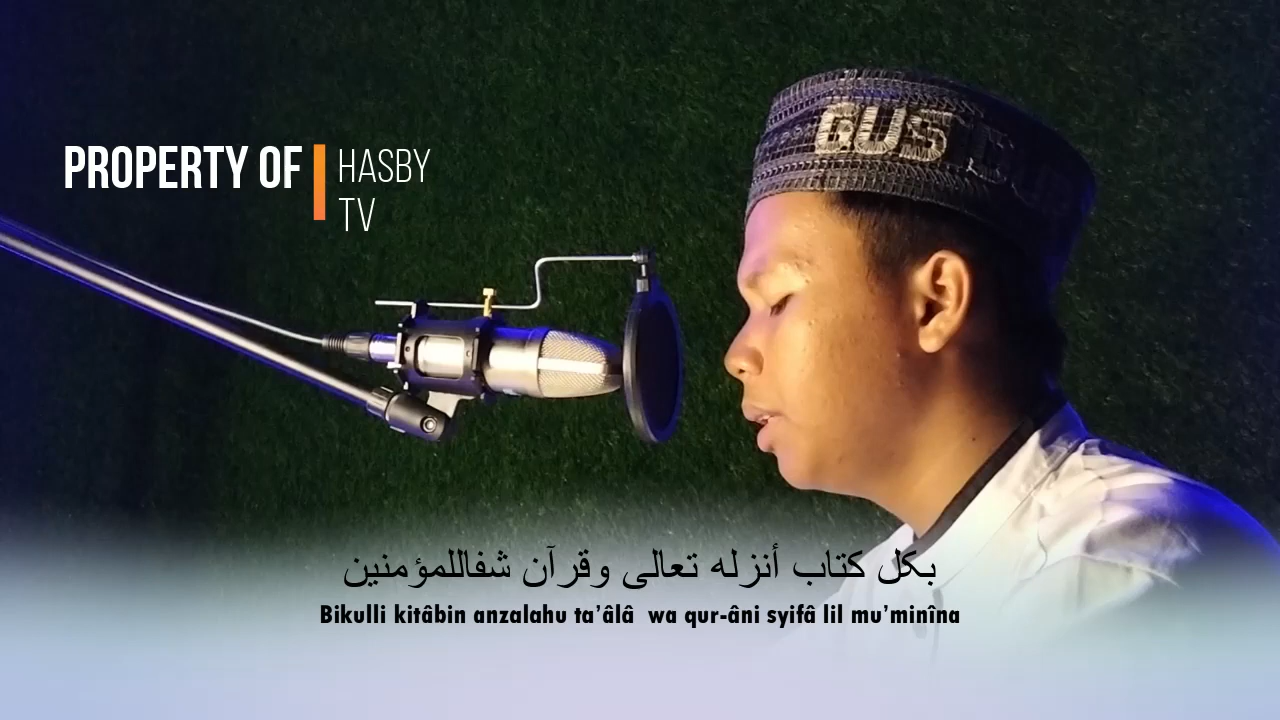 PROPERTY OF
HASBY
TV
GUS
بكل كتاب أنزله تعالى وقرآن شفاللمؤمنين
Bikulli kitâbin anzalahu ta’âlâ wa qur-âni syifâ lil mu’minîna